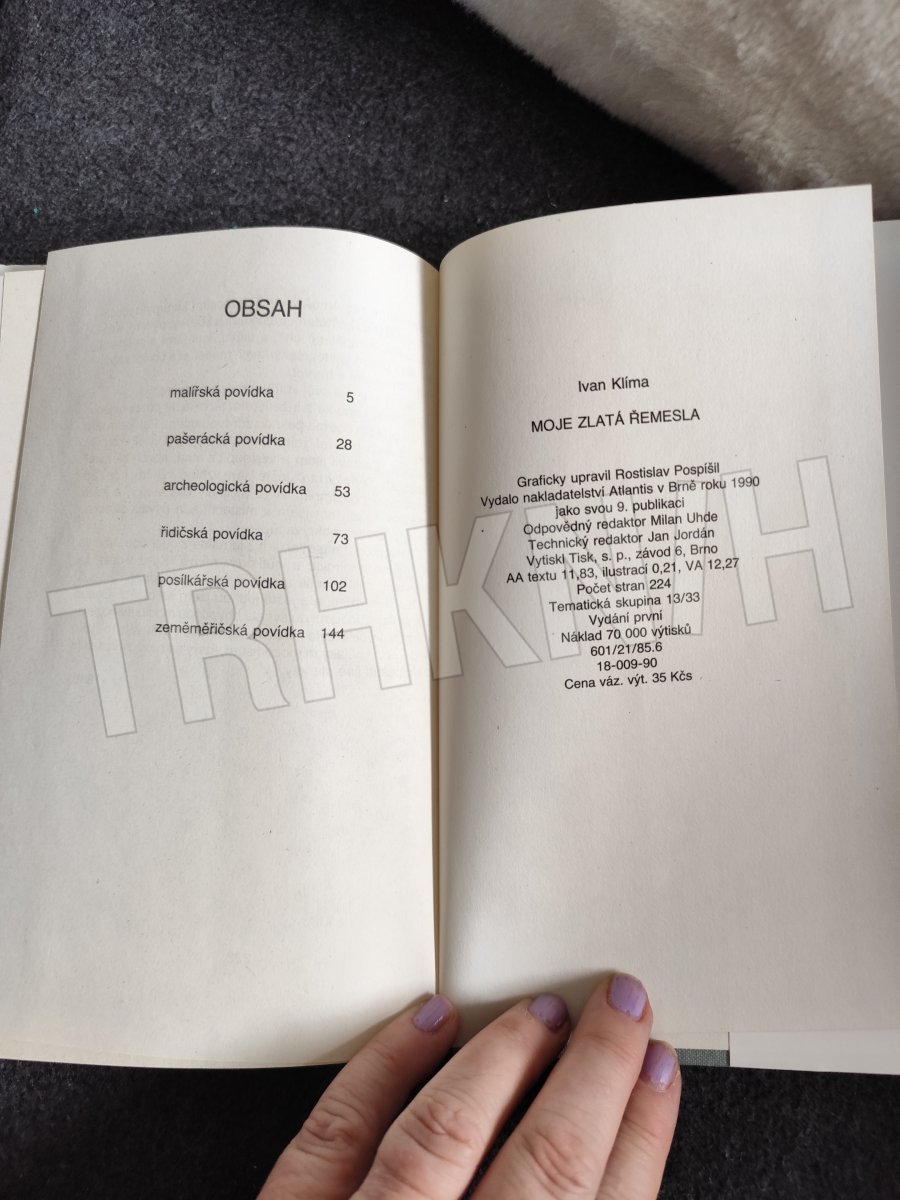 OBSAH
malířská povídka 5
pašerácká povídka 28
archeologická povídka 53
řidičská povídka 73
posílkářská povídka 102
zeměměřičská povídka 144
Ivan Klíma
MOJE ZLATÁ ŘEMESLA
Graficky upravil Rostislav Pospíšil
Vydalo nakladatelství Atlantis v Brně roku 1990
jako svou 9. publikaci
Odpovědný redaktor Milan Uhde
Technický redaktor Jan Jordán
Vytiskl Tisk, s. p., závod 6, Brno
AA textu 11,83, ilustrací 0,21, VA 12,27
Počet stran 224
Tematická skupina 13/33
Vydání první
Náklad 70 000 výtisků
601/21/85.6
18-009-90
Cena váz. výt. 35 Kčs
TRHKNIH